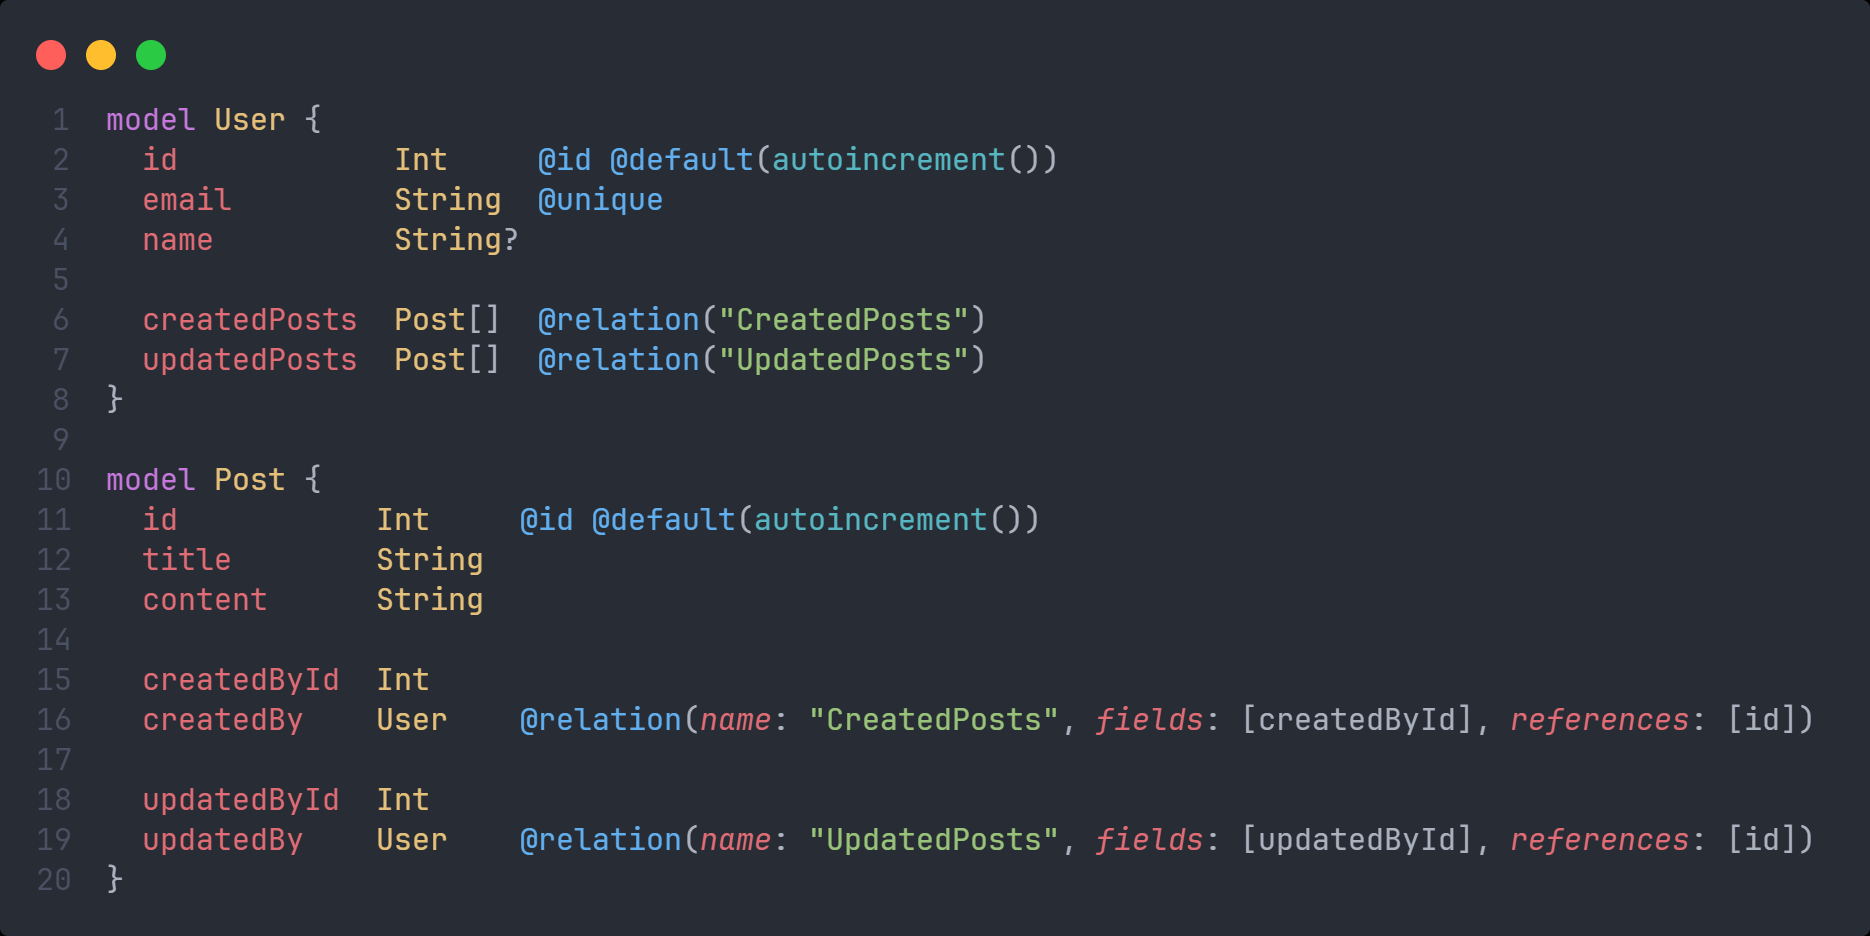 1 model User {
2   id            Int     @id @default(autoincrement())
3   email         String  @unique
4   name          String?
5
6   createdPosts  Post[]  @relation("CreatedPosts")
7   updatedPosts  Post[]  @relation("UpdatedPosts")
8 }
9
10 model Post {
11   id           Int     @id @default(autoincrement())
12   title        String
13   content      String
14
15   createdById  Int
16   createdBy    User    @relation(name: "CreatedPosts", fields: [createdById], references: [id])
17
18   updatedById  Int
19   updatedBy    User    @relation(name: "UpdatedPosts", fields: [updatedById], references: [id])
20 }